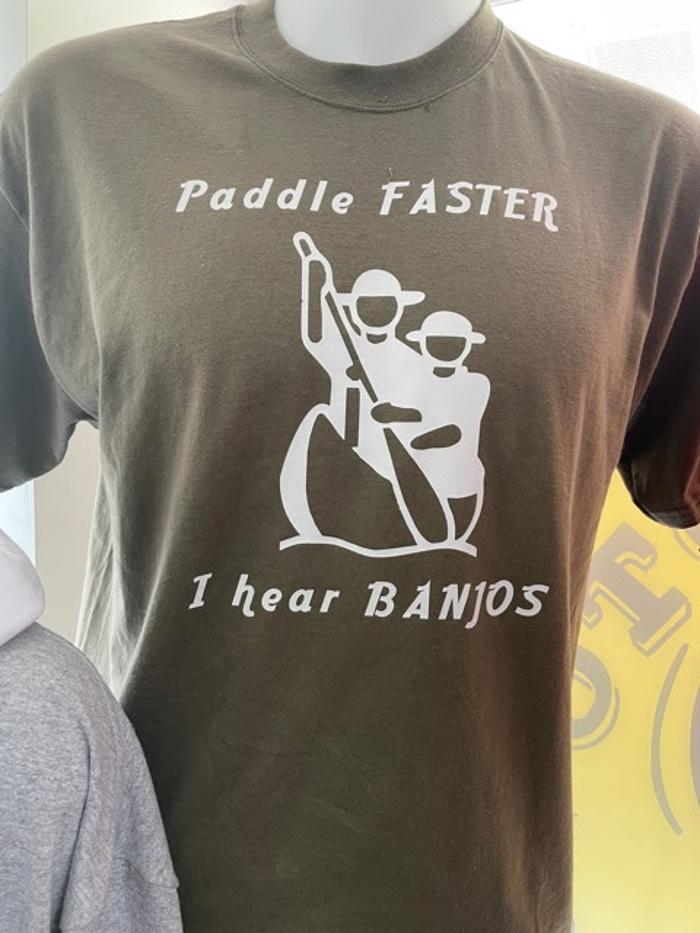 Paddle FASTER
I hear BANJOS